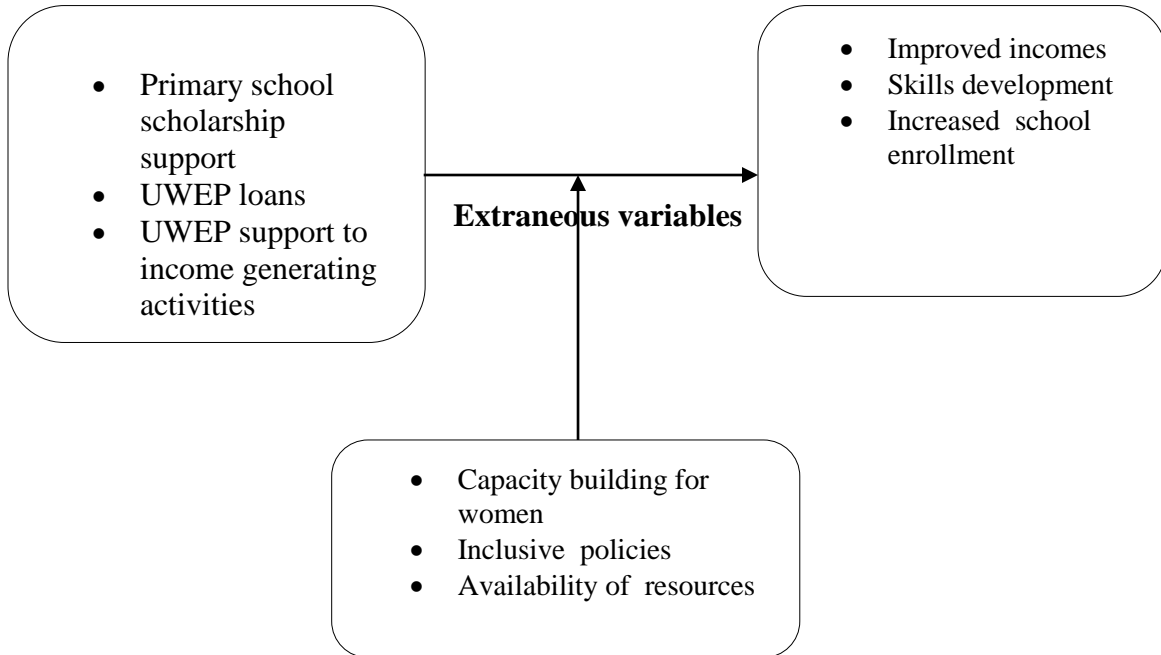 • Primary school
scholarship
support
• UWEP loans
• UWEP support to
income generating
activities
• Improved incomes
• Skills development
• Increased school
enrollment
Extraneous variables
• Capacity building for
women
• Inclusive policies
• Availability of resources